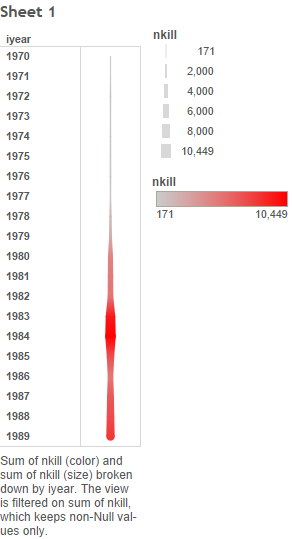 Sheet 1
iyear
1970
1971
1972
1973
1974
1975
1976
1977
1978
1979
1980
1981
1982
1983
1984
1985
1986
1987
1988
1989
nkill
171
2,000
4,000
6,000
8,000
10,449
nkill
171 10,449
Sum of nkill (color) and
sum of nkill (size) broken
down by iyear. The view
is filtered on sum of nkill,
which keeps non-Null val-
ues only.